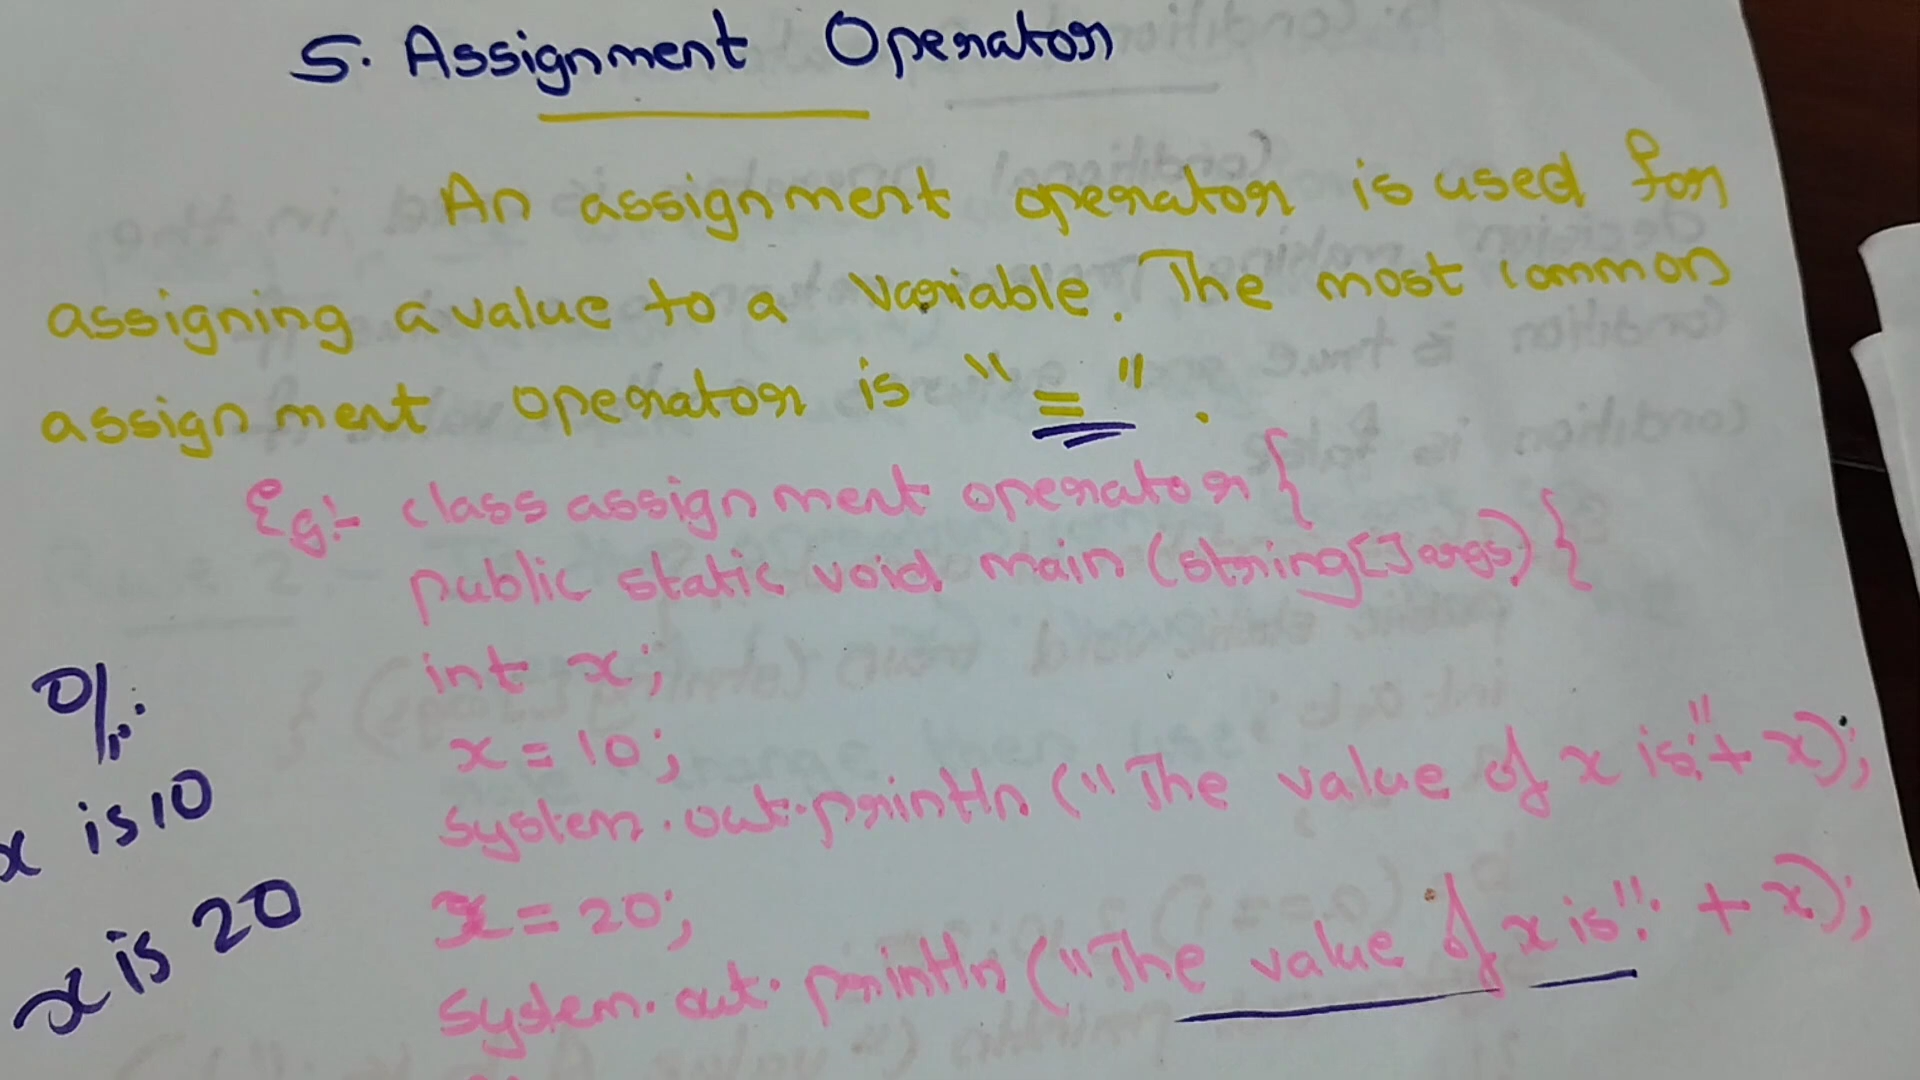 5. Assignment Operator
An assignment operator is used for
assigning a value to a variable. The most common
assignment operator is "=".
Eg:- class assignment operator {
public static void main (string[] args) {
int x;
x = 10;
system.out.println ("The value of x is:" + x);
x = 20;
system.out.println ("The value of x is:" + x);
O/p:
x is 10
x is 20